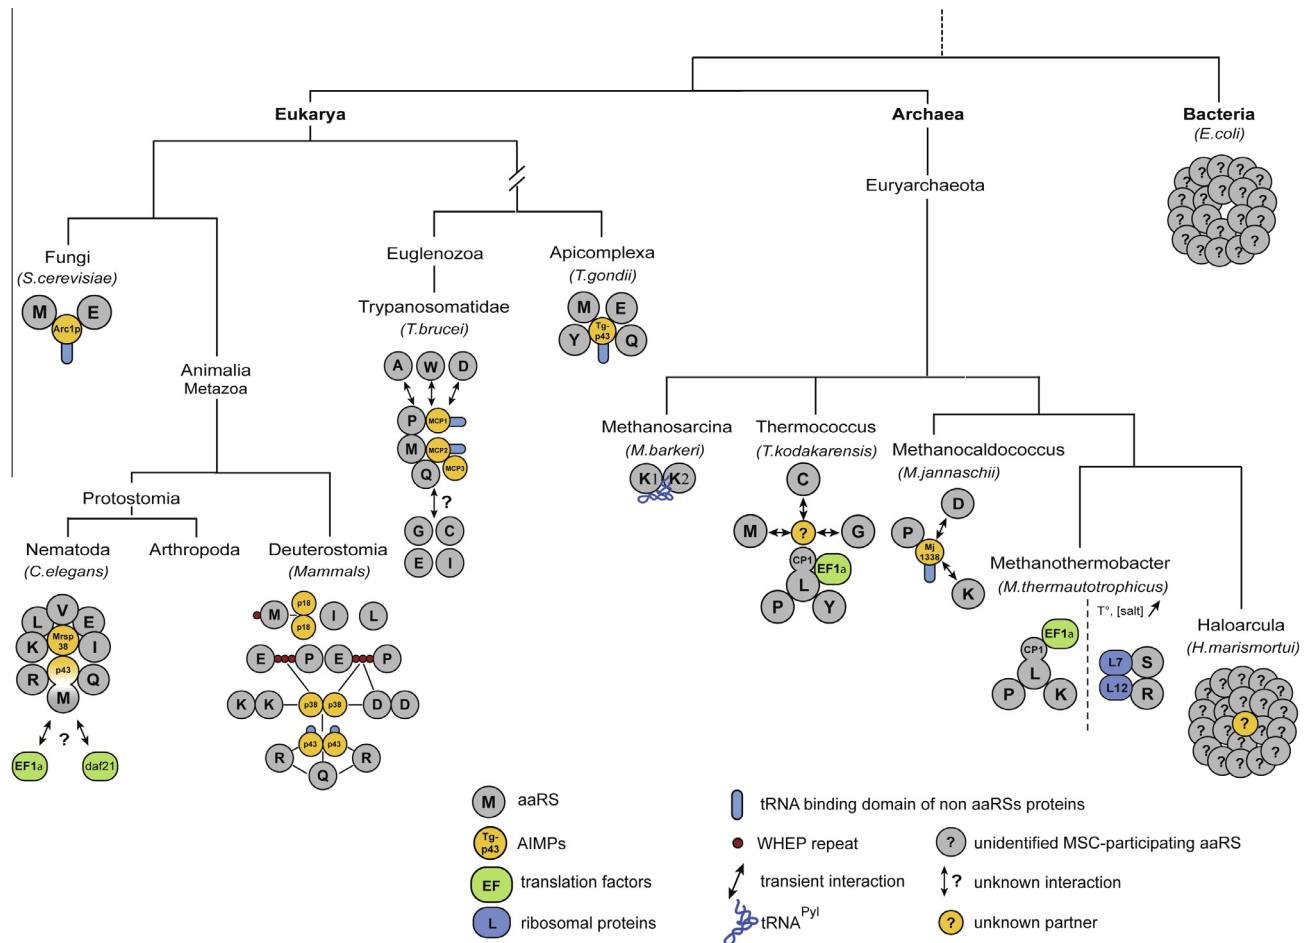 Eukarya
Archaea
Bacteria
(E.coli)
? ? ? ? ? ? ? ? ? ? ? ? ? ? ? ? ? ? ?
Euryarchaeota
Fungi
(S.cerevisiae)
M E
Arc1p
Euglenozoa
Trypanosomatidae
(T.brucei)
A W D
P MCP1
M MCP2
Q MCP3
?
G C
E I
Apicomplexa
(T.gondii)
M E
Y Tg-
p43 Q
Animalia
Metazoa
Protostomia
Nematoda
(C.elegans)
V
L E
K Mrsp
38 I
R p43 Q
M
?
EF1a daf21
Arthropoda
Deuterostomia
(Mammals)
p18
M I L
p18
E P E P
K K p38 p38 D D
p43 p43
R R
Q
Methanosarcina
(M.barkeri)
K1 K2
Thermococcus
(T.kodakarensis)
C
M ? G
CP1 EF1a
L
P Y
Methanocaldococcus
(M.jannaschii)
D
P
Mj
1338
K
Methanothermobacter
(M.thermautotrophicus)
T°, [salt]
EF1a
CP1
L
P K
L7 S
L12 R
Haloarcula
(H.marismortui)
? ? ? ? ? ? ? ? ? ? ? ? ? ? ? ? ? ? ? ?
M aaRS
Tg-
p43 AIMPs
EF translation factors
L ribosomal proteins
tRNA binding domain of non aaRSs proteins
WHEP repeat
transient interaction
tRNA Pyl
? unidentified MSC-participating aaRS
? unknown interaction
? unknown partner